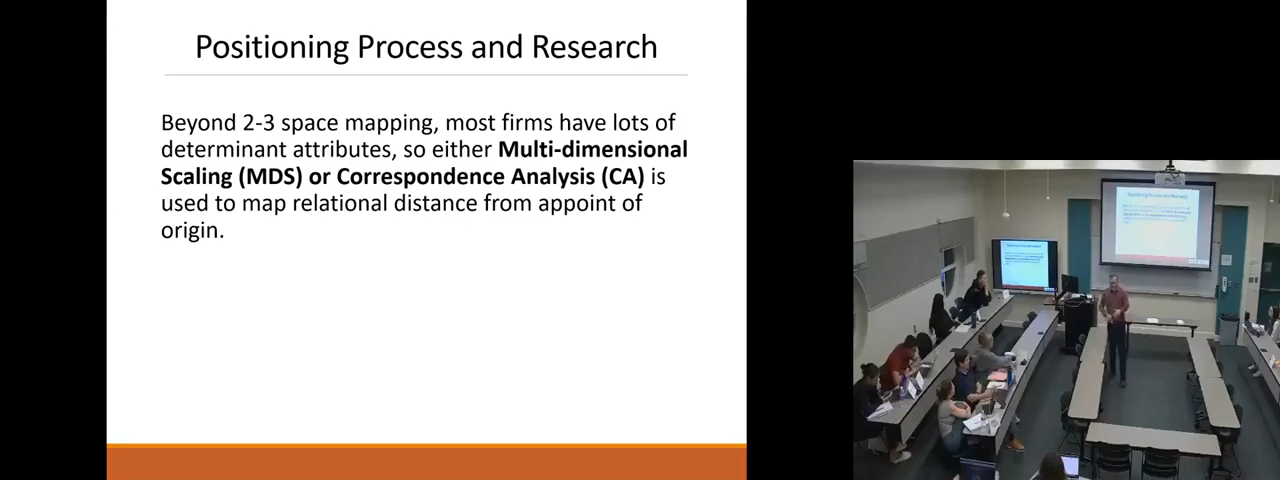 Positioning Process and Research
Beyond 2-3 space mapping, most firms have lots of
determinant attributes, so either Multi-dimensional
Scaling (MDS) or Correspondence Analysis (CA) is
used to map relational distance from appoint of
origin.